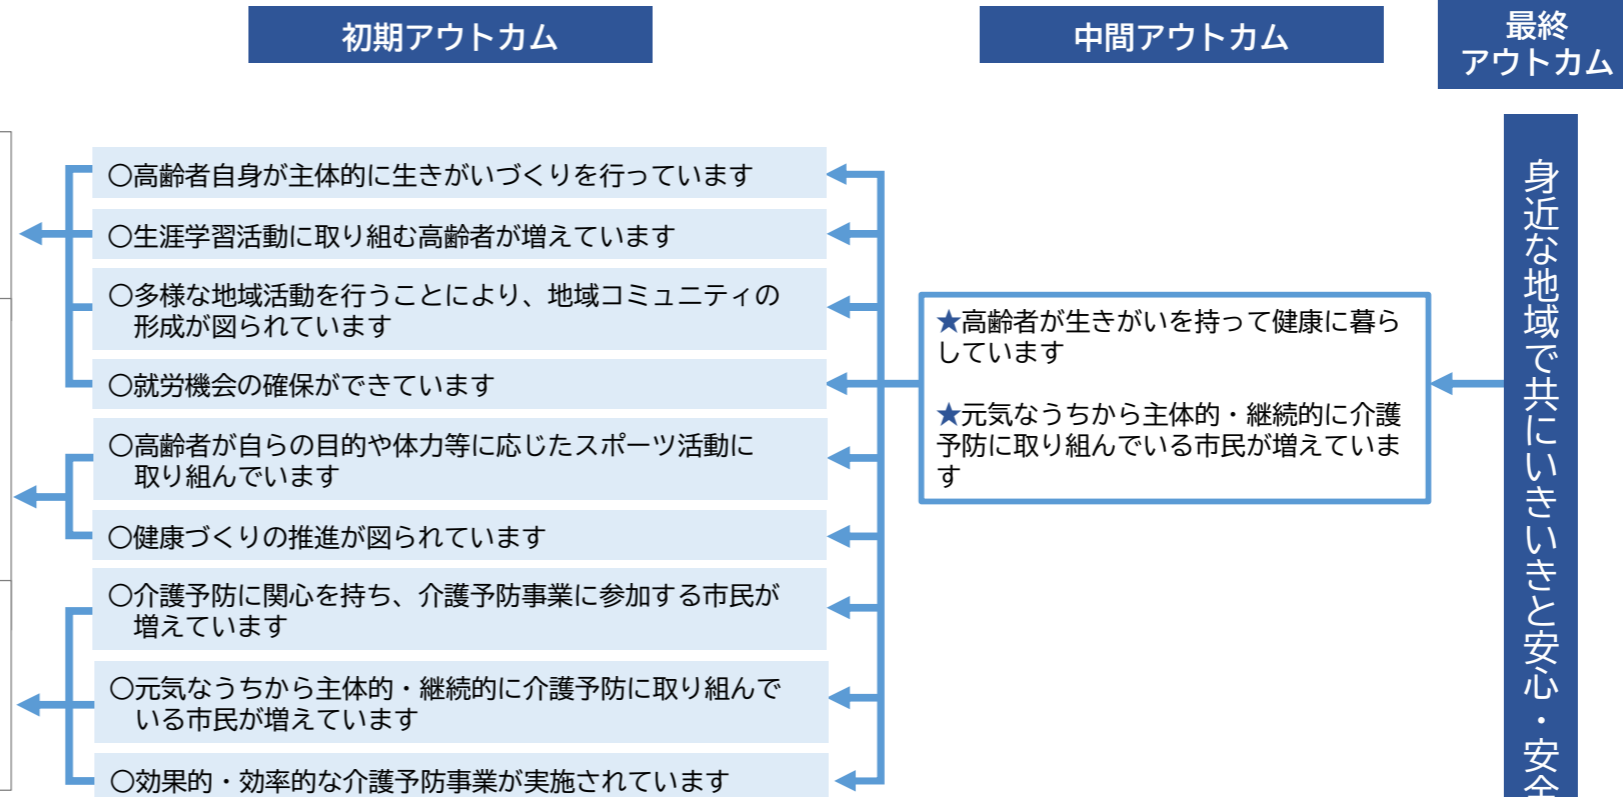 初期アウトカム
中間アウトカム
最終
アウトカム
〇高齢者自身が主体的に生きがいづくりを行っています
〇生涯学習活動に取り組む高齢者が増えています
〇多様な地域活動を行うことにより、地域コミュニティの
形成が図られています
〇就労機会の確保ができています
〇高齢者が自らの目的や体力等に応じたスポーツ活動に
取り組んでいます
〇健康づくりの推進が図られています
〇介護予防に関心を持ち、介護予防事業に参加する市民が
増えています
〇元気なうちから主体的・継続的に介護予防に取り組んで
いる市民が増えています
〇効果的・効率的な介護予防事業が実施されています
★高齢者が生きがいを持って健康に暮ら
しています
★元気なうちから主体的・継続的に介護
予防に取り組んでいる市民が増えていま
す
身近な地域で共にいきいきと安心・安全